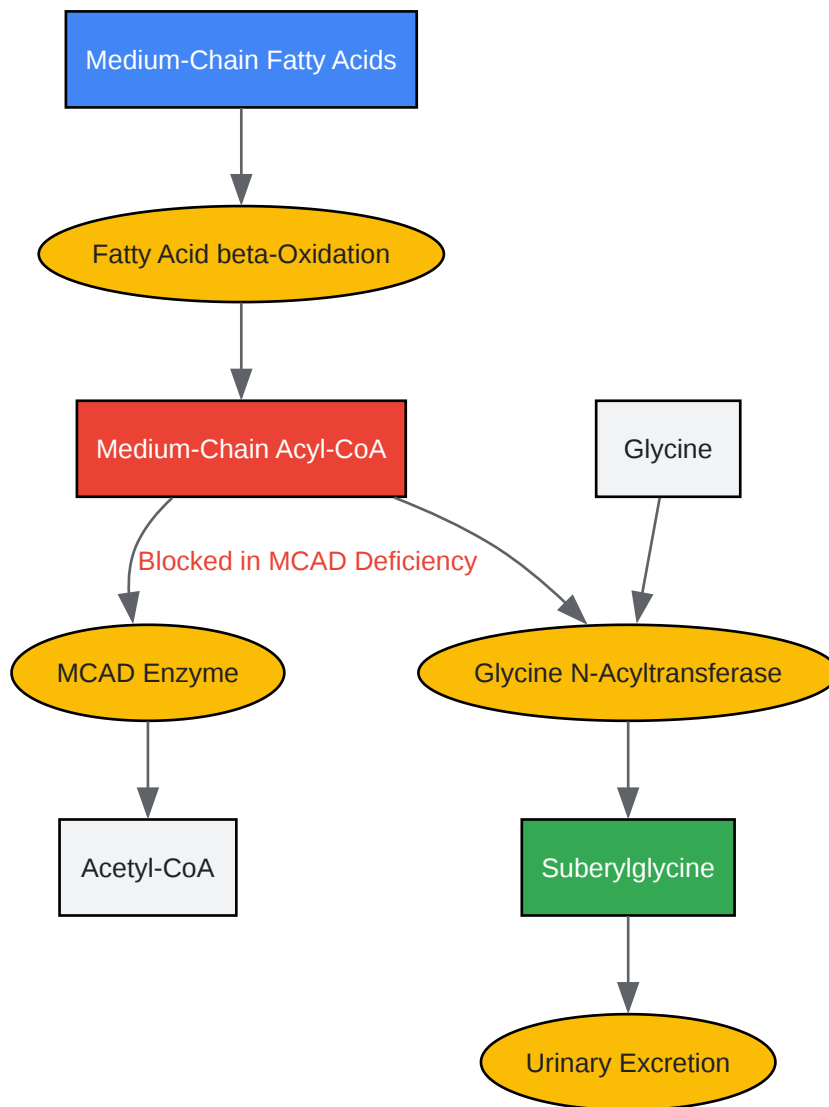 Medium-Chain Fatty Acids
Fatty Acid beta-Oxidation
Medium-Chain Acyl-CoA
Glycine
Blocked in MCAD Deficiency
MCAD Enzyme
Glycine N-Acyltransferase
Acetyl-CoA
Suberylglycine
Urinary Excretion